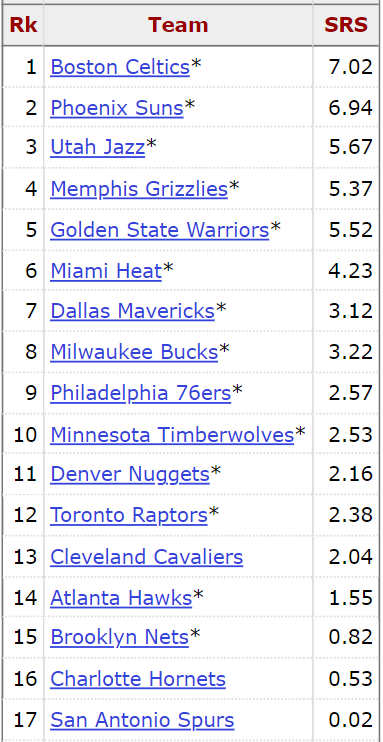 Rk Team SRS
1 Boston Celtics* 7.02
2 Phoenix Suns* 6.94
3 Utah Jazz* 5.67
4 Memphis Grizzlies* 5.37
5 Golden State Warriors* 5.52
6 Miami Heat* 4.23
7 Dallas Mavericks* 3.12
8 Milwaukee Bucks* 3.22
9 Philadelphia 76ers* 2.57
10 Minnesota Timberwolves* 2.53
11 Denver Nuggets* 2.16
12 Toronto Raptors* 2.38
13 Cleveland Cavaliers 2.04
14 Atlanta Hawks* 1.55
15 Brooklyn Nets* 0.82
16 Charlotte Hornets 0.53
17 San Antonio Spurs 0.02